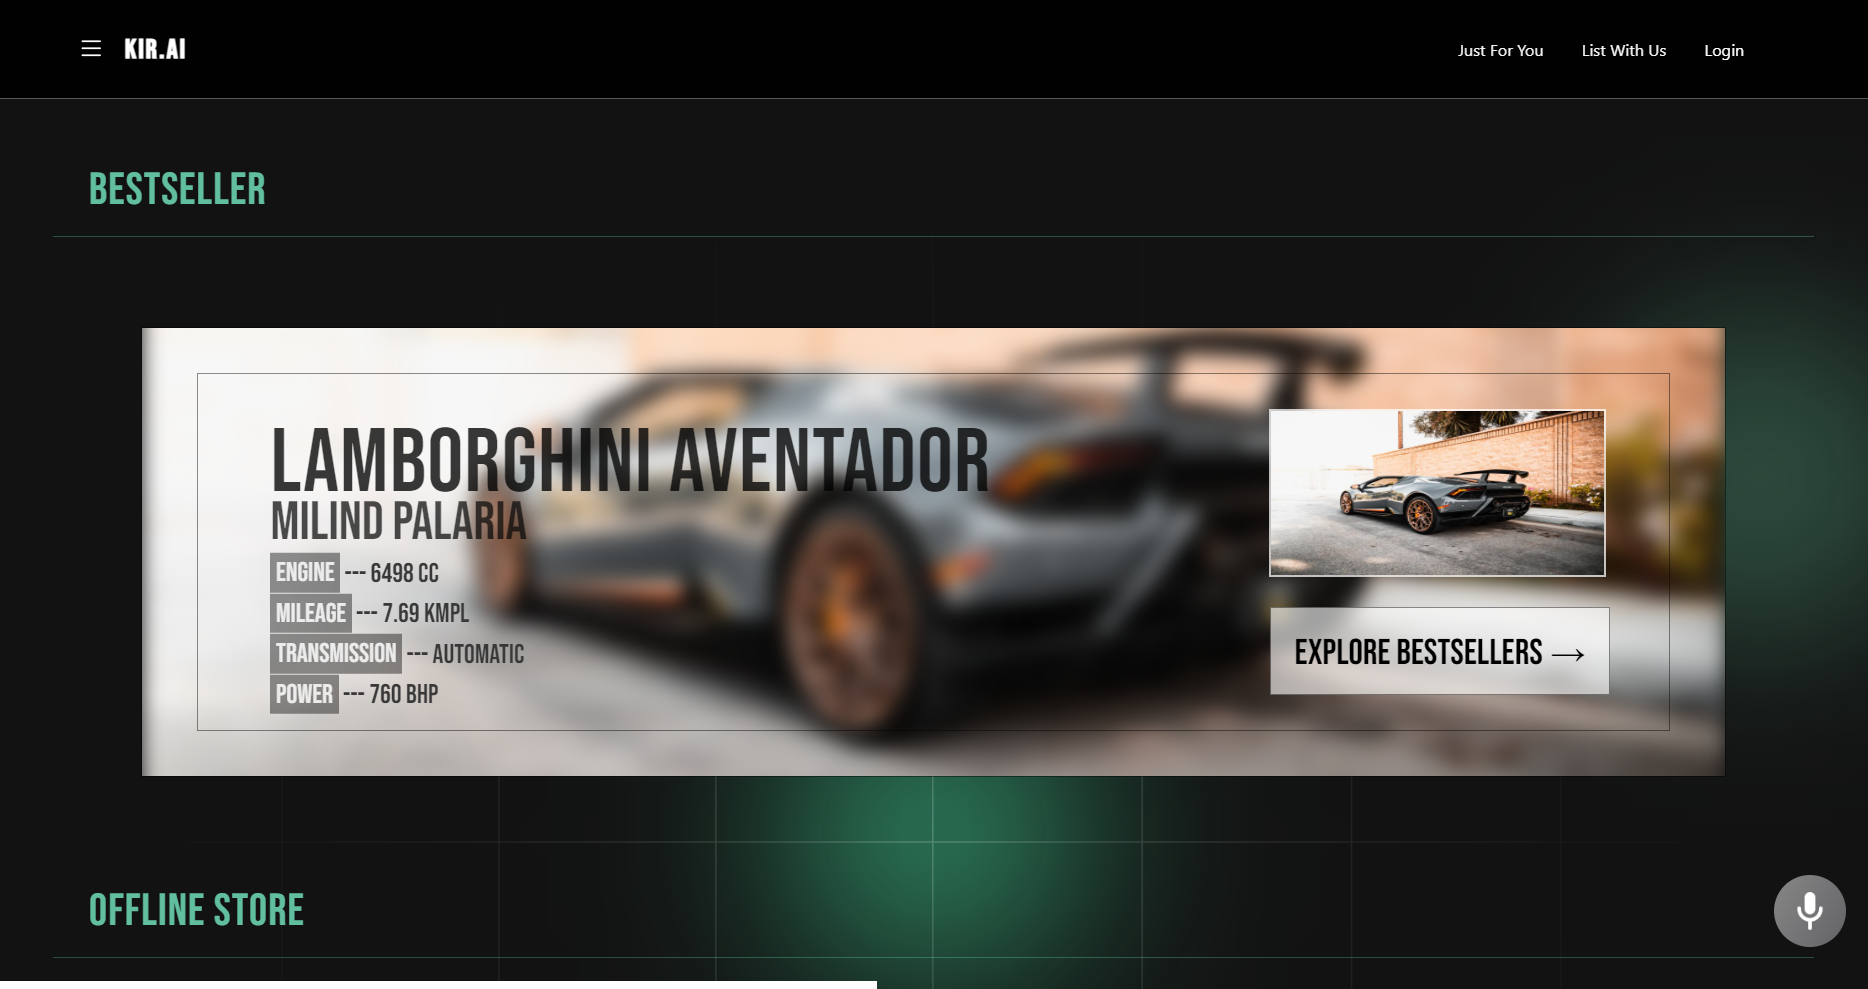 KIR.AI
Just For You
List With Us
Login
BESTSELLER
LAMBORGHINI AVENTADOR
MILIND PALARIA
ENGINE --- 6498 CC
MILEAGE --- 7.69 KMPL
TRANSMISSION --- AUTOMATIC
POWER --- 760 BHP
EXPLORE BESTSELLERS →
OFFLINE STORE